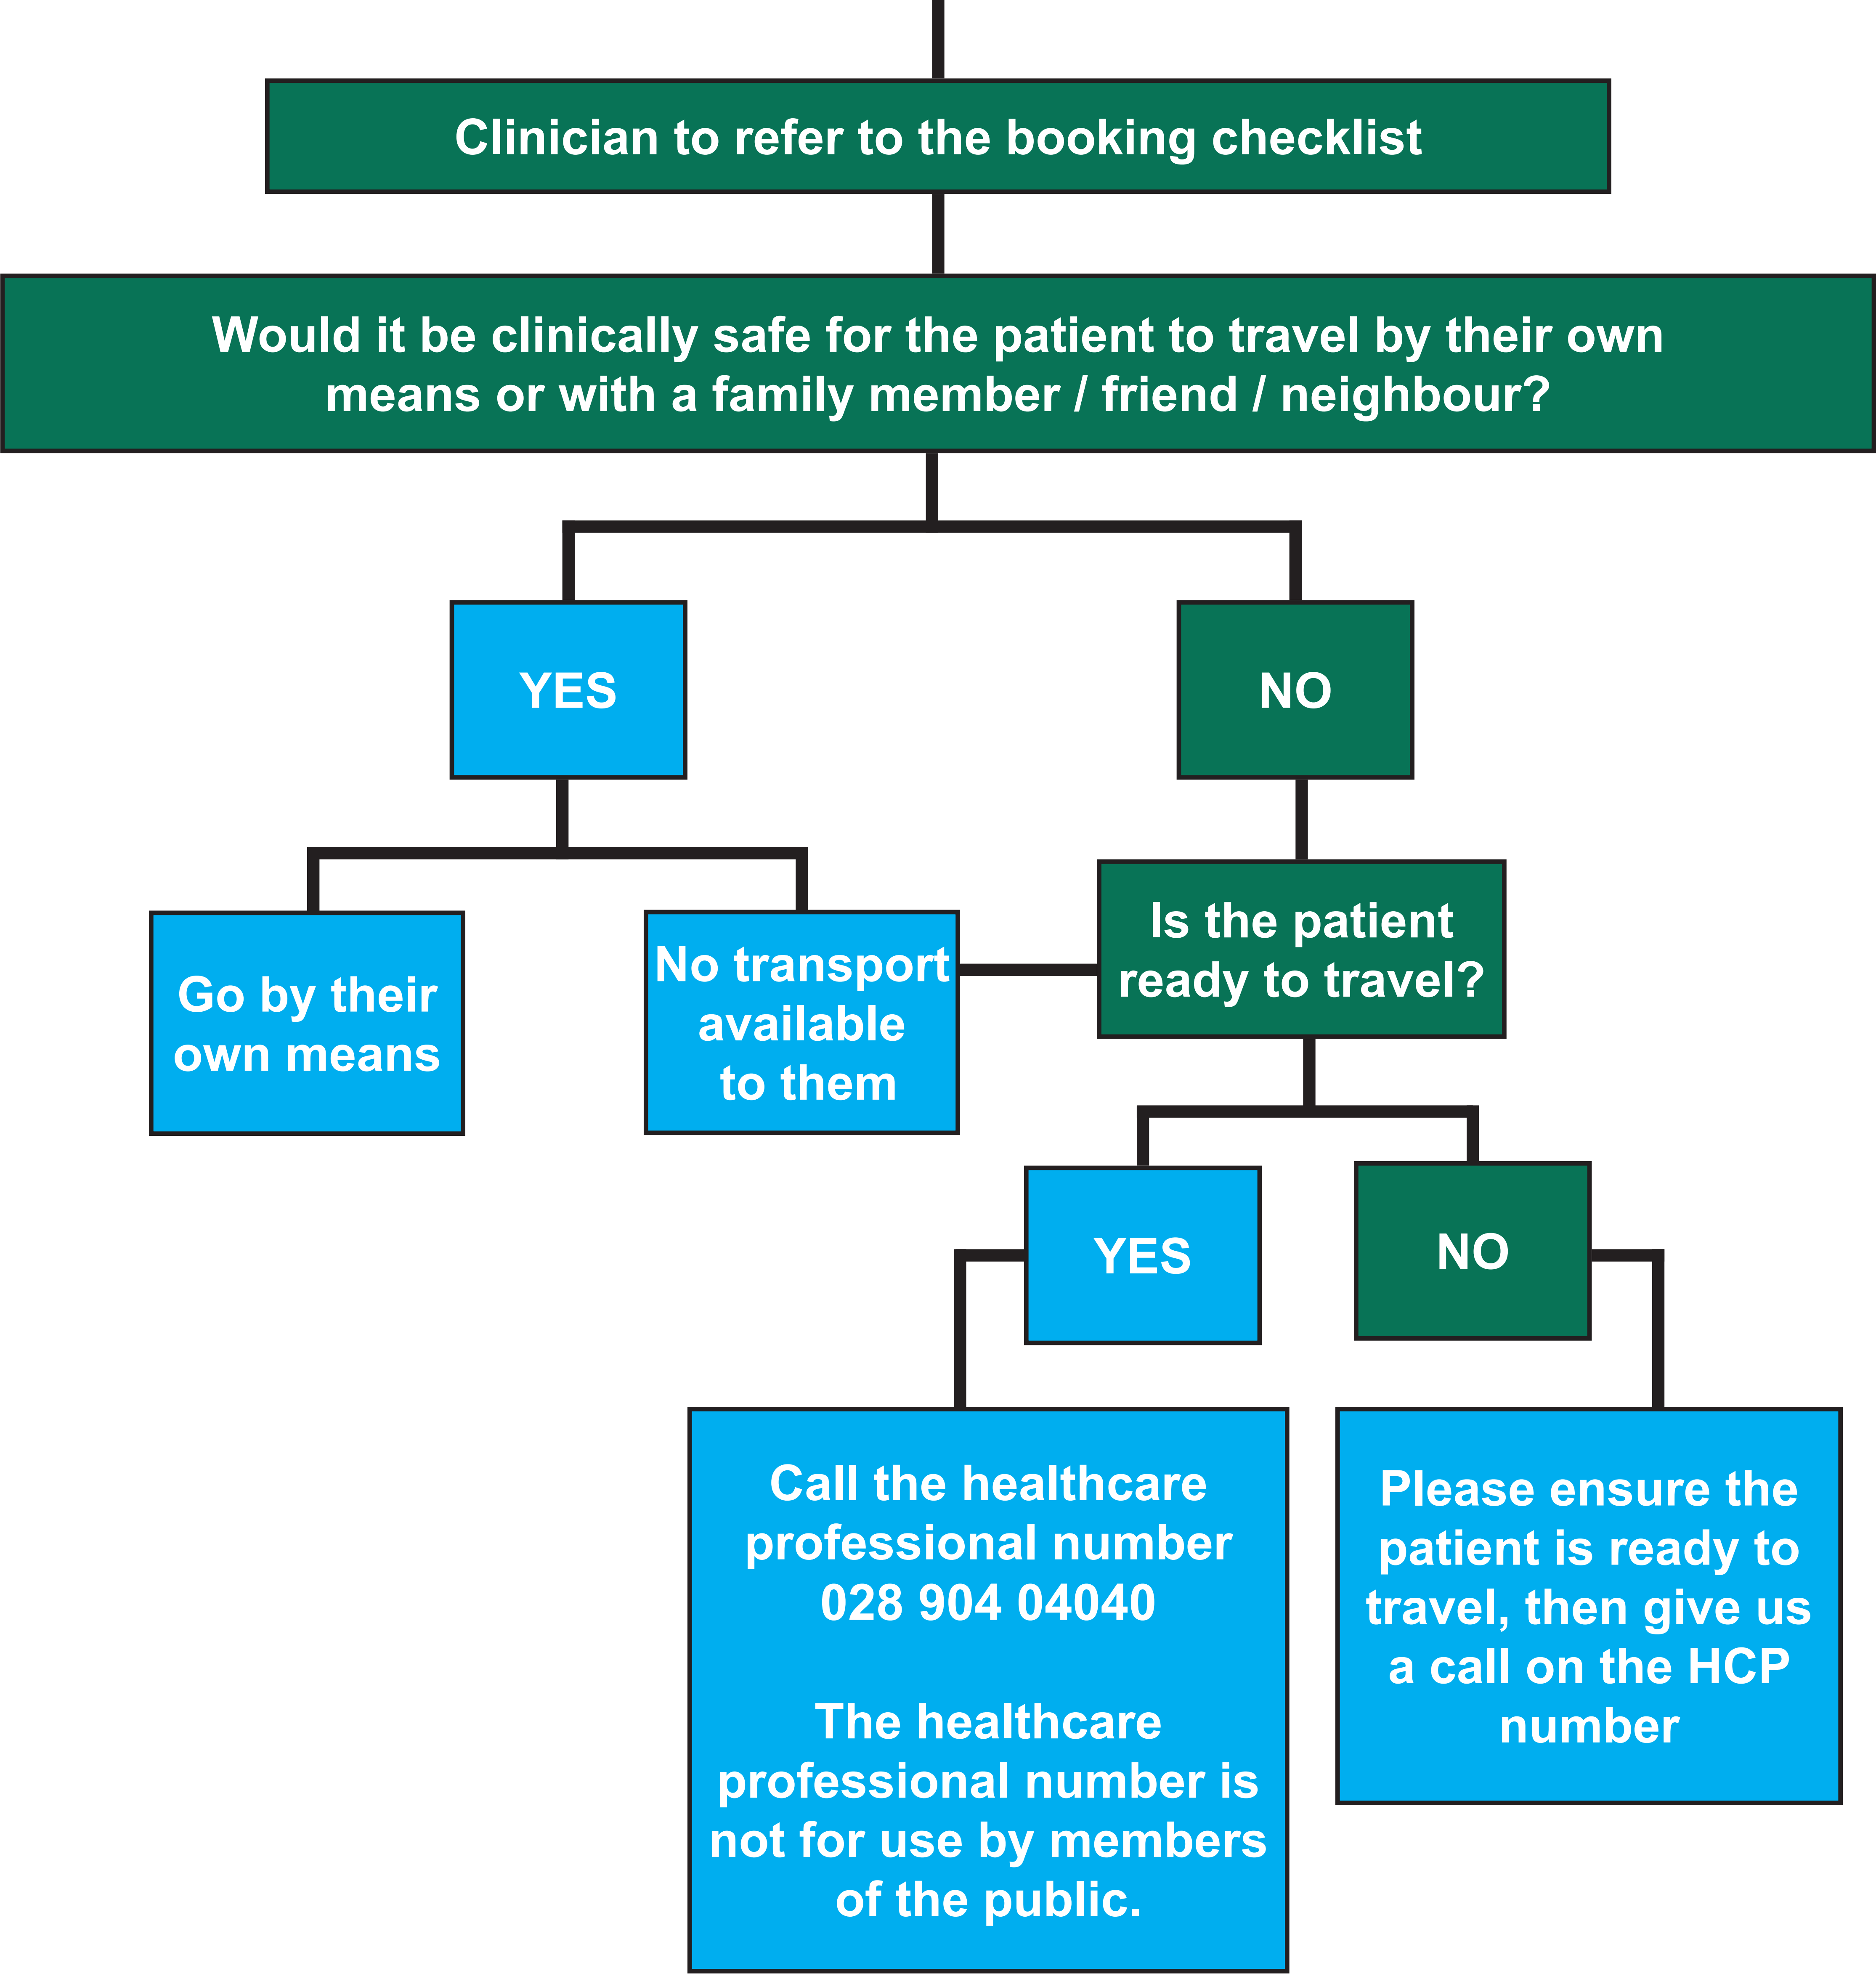 Clinician to refer to the booking checklist
Would it be clinically safe for the patient to travel by their own
means or with a family member / friend / neighbour?
YES
NO
Go by their
own means
No transport
available
to them
Is the patient
ready to travel?
YES
NO
Call the healthcare
professional number
028 904 04040
The healthcare
professional number is
not for use by members
of the public.
Please ensure the
patient is ready to
travel, then give us
a call on the HCP
number